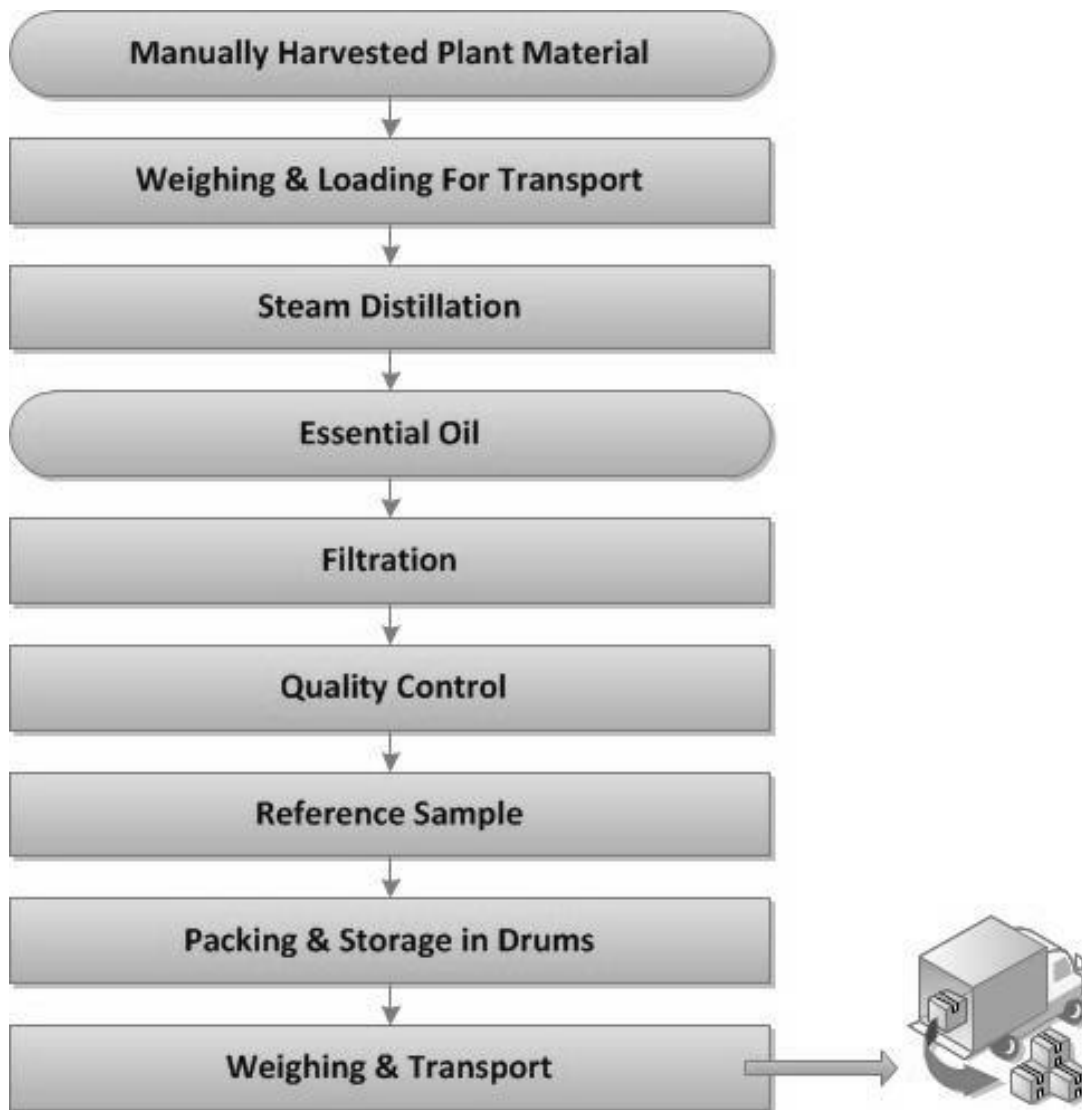 Manually Harvested Plant Material
Weighing & Loading For Transport
Steam Distillation
Essential Oil
Filtration
Quality Control
Reference Sample
Packing & Storage in Drums
Weighing & Transport